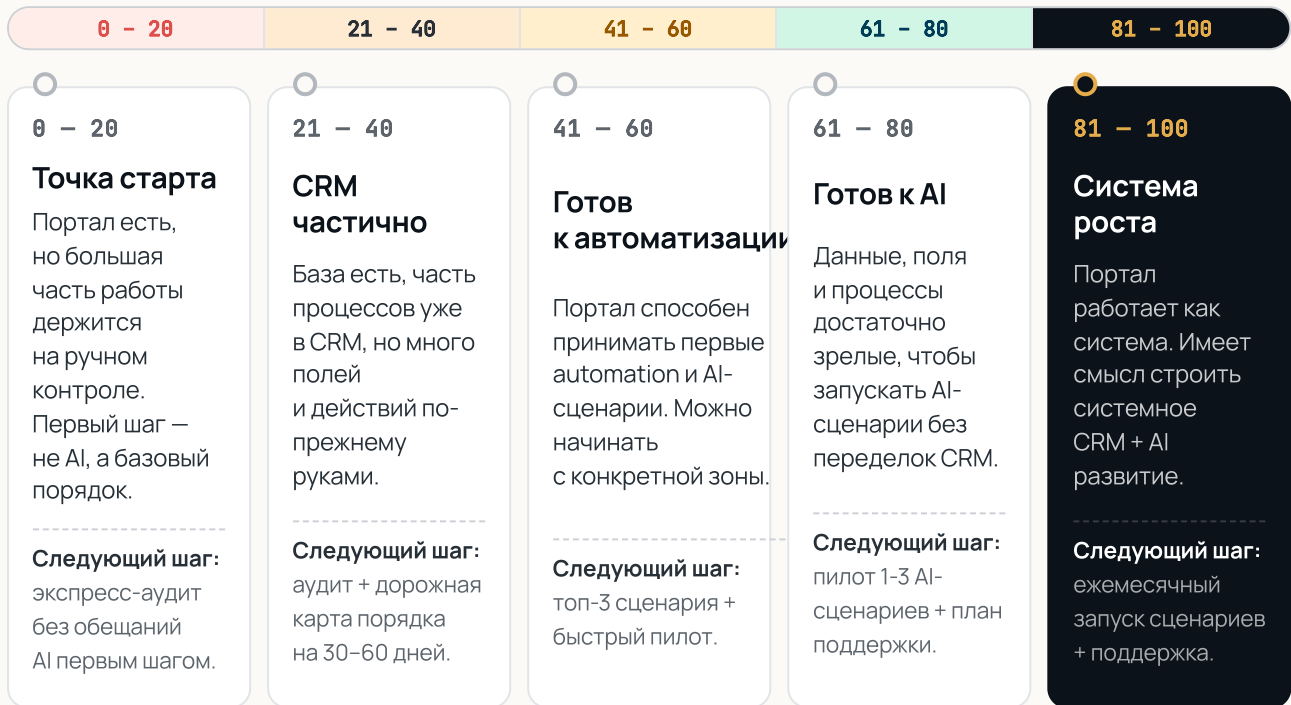 0 – 20
21 – 40
41 – 60
61 – 80
81 – 100
0 — 20
Точка старта
Портал есть,
но большая
часть работы
держится
на ручном
контроле.
Первый шаг —
не AI, а базовый
порядок.
Следующий шаг:
экспресс-аудит
без обещаний
AI первым шагом.
21 — 40
CRM
частично
База есть, часть
процессов уже
в CRM, но много
полей
и действий по-
прежнему
руками.
Следующий шаг:
аудит + дорожная
карта порядка
на 30–60 дней.
41 — 60
Готов
к автоматизации
Портал способен
принимать первые
automation и AI-
сценарии. Можно
начинать
с конкретной зоны.
Следующий шаг:
топ-3 сценария +
быстрый пилот.
61 — 80
Готов к AI
Данные, поля
и процессы
достаточно
зрелые, чтобы
запускать AI-
сценарии без
переделок CRM.
Следующий шаг:
пилот 1-3 AI-
сценариев + план
поддержки.
81 — 100
Система
роста
Портал
работает как
система. Имеет
смысл строить
системное
CRM + AI
развитие.
Следующий шаг:
ежемесячный
запуск сценариев
+ поддержка.